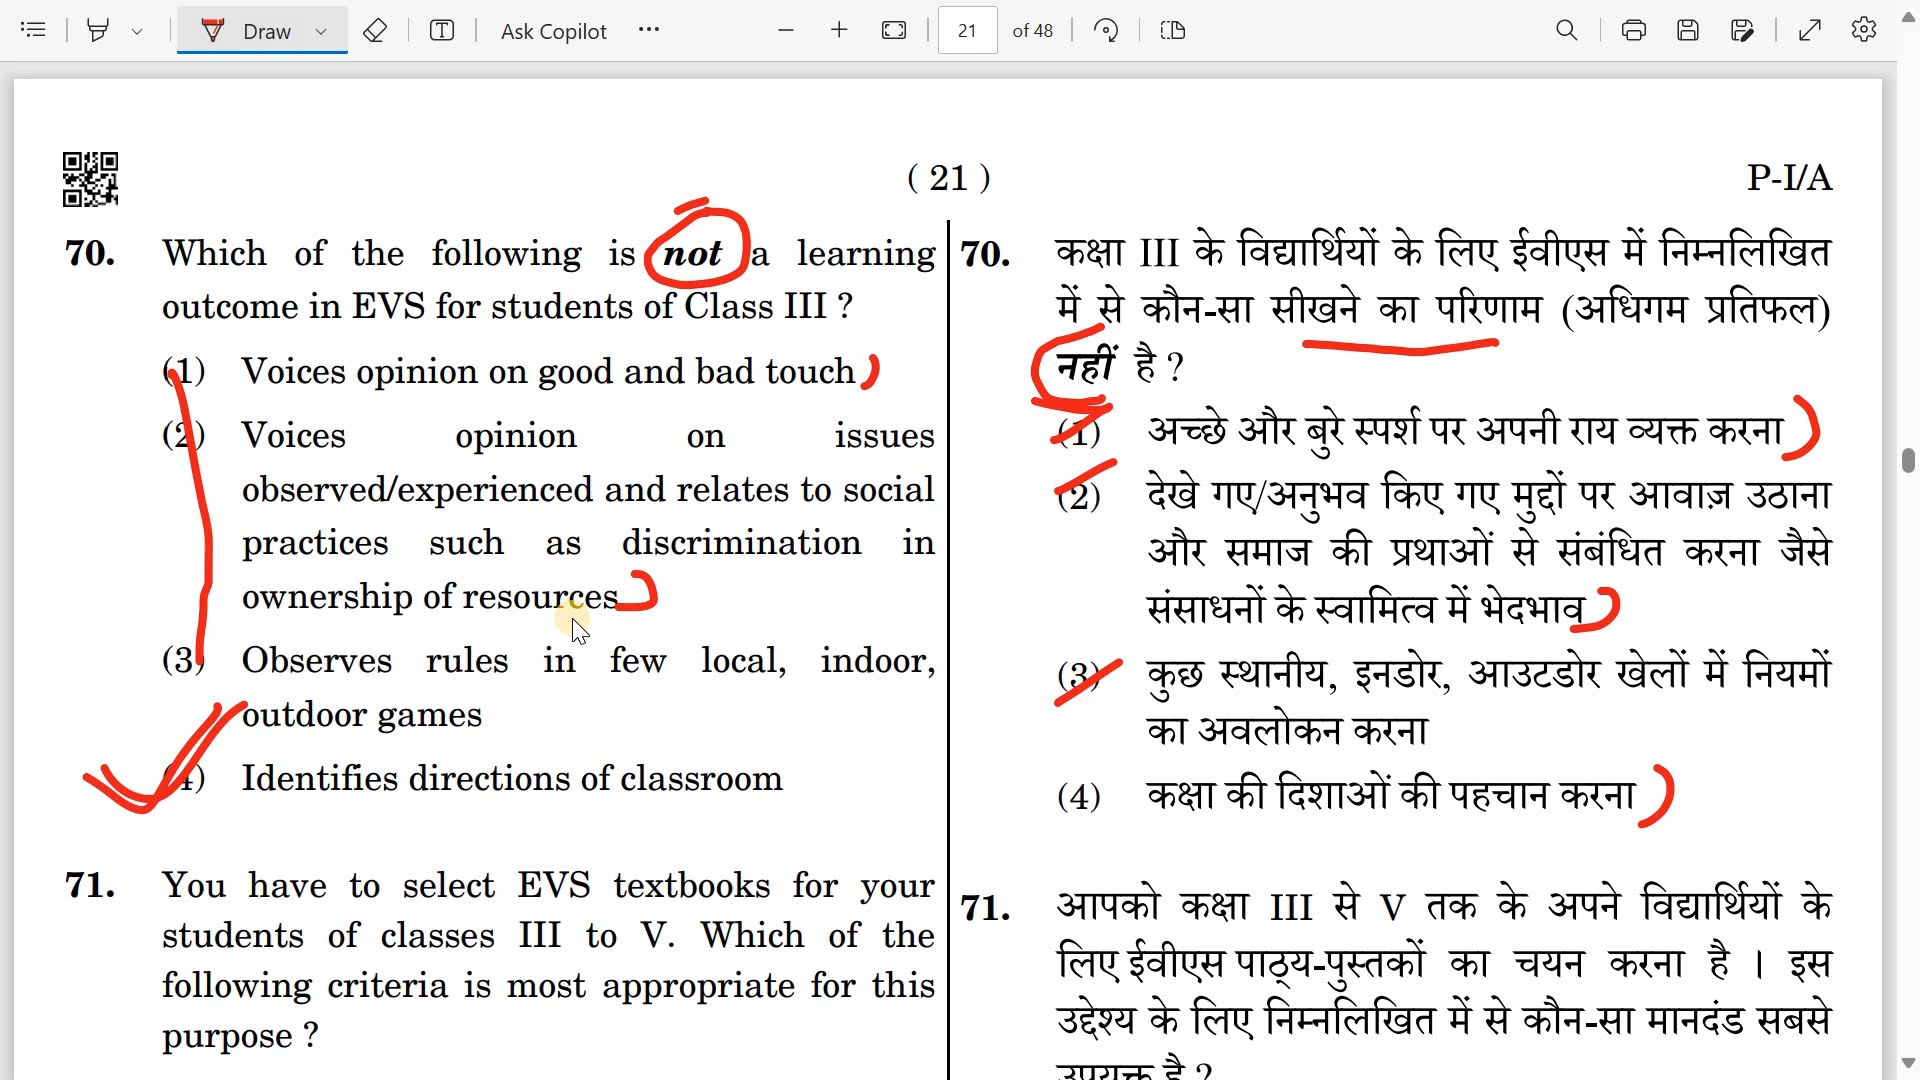 Draw
Ask Copilot
21
of 48
( 21 )
P-I/A
70. Which of the following is not a learning
outcome in EVS for students of Class III ?
(1) Voices opinion on good and bad touch
(2) Voices opinion on issues
observed/experienced and relates to social
practices such as discrimination in
ownership of resources
(3) Observes rules in few local, indoor,
outdoor games
(4) Identifies directions of classroom
71. You have to select EVS textbooks for your
students of classes III to V. Which of the
following criteria is most appropriate for this
purpose ?
70. कक्षा III के विद्यार्थियों के लिए ईवीएस में निम्नलिखित
में से कौन-सा सीखने का परिणाम (अधिगम प्रतिफल)
नहीं है ?
(1) अच्छे और बुरे स्पर्श पर अपनी राय व्यक्त करना
(2) देखे गए/अनुभव किए गए मुद्दों पर आवाज़ उठाना
और समाज की प्रथाओं से संबंधित करना जैसे
संसाधनों के स्वामित्व में भेदभाव
(3) कुछ स्थानीय, इनडोर, आउटडोर खेलों में नियमों
का अवलोकन करना
(4) कक्षा की दिशाओं की पहचान करना
71. आपको कक्षा III से V तक के अपने विद्यार्थियों के
लिए ईवीएस पाठ्य-पुस्तकों का चयन करना है । इस
उद्देश्य के लिए निम्नलिखित में से कौन-सा मानदंड सबसे
उपयुक्त है ?